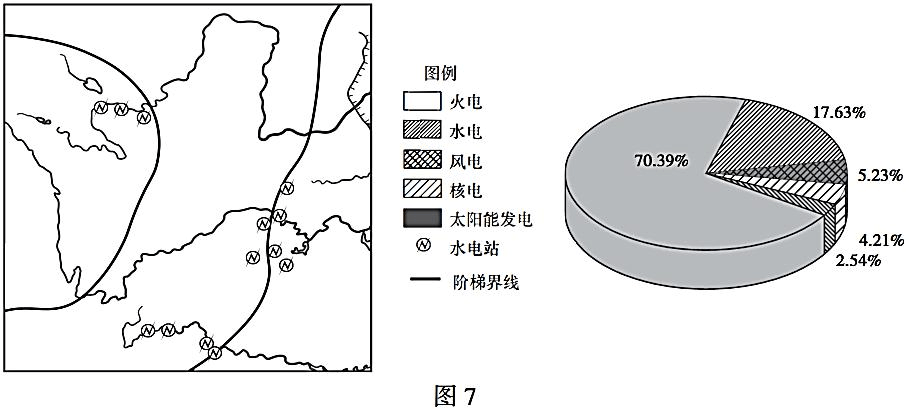 图例
火电
水电
风电
核电
太阳能发电
水电站
阶梯界线
70.39%
17.63%
5.23%
4.21%
2.54%
图 7